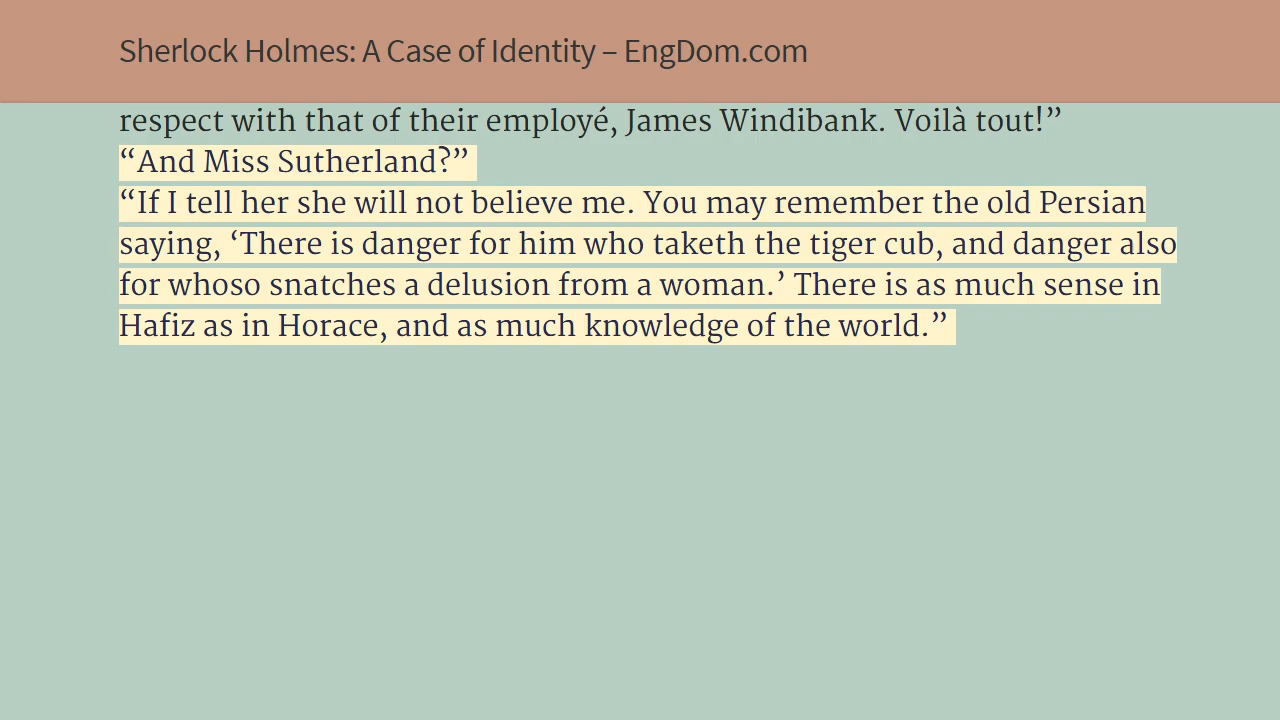 Sherlock Holmes: A Case of Identity – EngDom.com
respect with that of their employé, James Windibank. Voilà tout!”
“And Miss Sutherland?”
“If I tell her she will not believe me. You may remember the old Persian
saying, ‘There is danger for him who taketh the tiger cub, and danger also
for whoso snatches a delusion from a woman.’ There is as much sense in
Hafiz as in Horace, and as much knowledge of the world.”